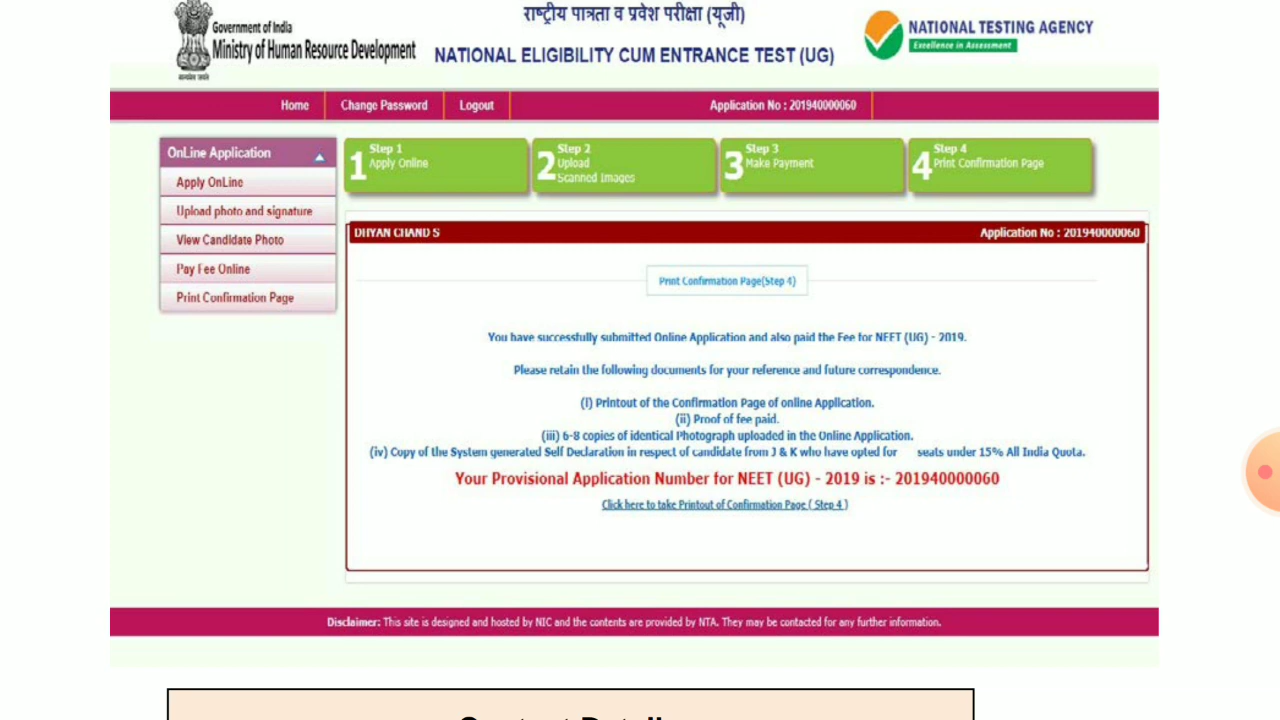 राष्ट्रीय पात्रता व प्रवेश परीक्षा (यूजी)
Government of India
Ministry of Human Resource Development
NATIONAL ELIGIBILITY CUM ENTRANCE TEST (UG)
NATIONAL TESTING AGENCY
Excellence in Assessment
सत्यमेव जयते
Home Change Password Logout Application No : 201940000060
OnLine Application
Apply OnLine
Upload photo and signature
View Candidate Photo
Pay Fee Online
Print Confirmation Page
1 Step 1
Apply Online
2 Step 2
Upload
Scanned Images
3 Step 3
Make Payment
4 Step 4
Print Confirmation Page
DHYAN CHAND S Application No : 201940000060
Print Confirmation Page(Step 4)
You have successfully submitted Online Application and also paid the Fee for NEET (UG) - 2019.
Please retain the following documents for your reference and future correspondence.
(i) Printout of the Confirmation Page of online Application.
(ii) Proof of fee paid.
(iii) 6-8 copies of identical Photograph uploaded in the Online Application.
(iv) Copy of the System generated Self Declaration in respect of candidate from J & K who have opted for seats under 15% All India Quota.
Your Provisional Application Number for NEET (UG) - 2019 is :- 201940000060
Click here to take Printout of Confirmation Page ( Step 4 )
Disclaimer: This site is designed and hosted by NIC and the contents are provided by NTA. They may be contacted for any further information.